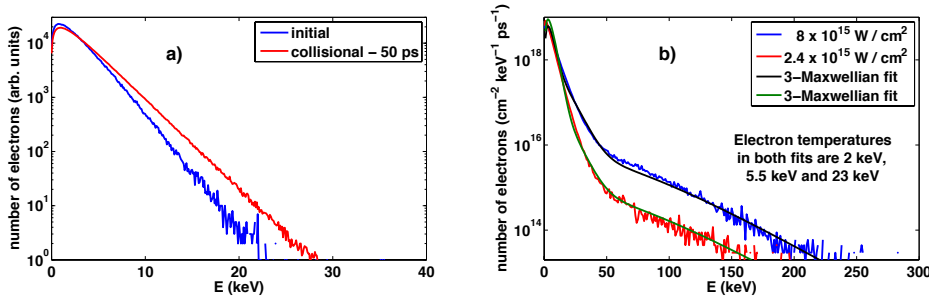 a)
initial
collisional − 50 ps
number of electrons (arb. units)
10^4
10^3
10^2
10^1
10^0
0 10 20 30 40
E (keV)
b)
8 x 10^15 W / cm^2
2.4 x 10^15 W / cm^2
3−Maxwellian fit
3−Maxwellian fit
Electron temperatures
in both fits are 2 keV,
5.5 keV and 23 keV
number of electrons (cm^−2 keV^−1 ps^−1)
10^18
10^16
10^14
0 50 100 150 200 250 300
E (keV)